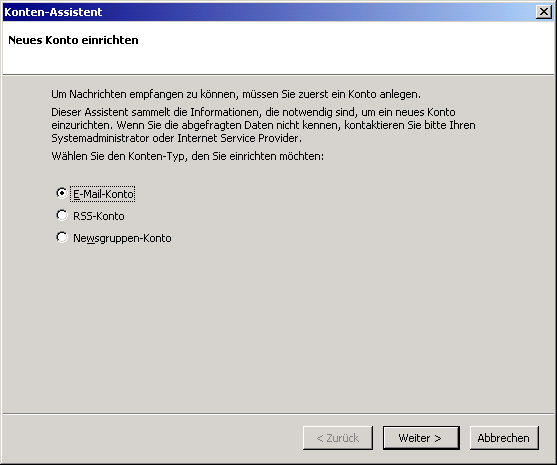 Konten-Assistent
Neues Konto einrichten
Um Nachrichten empfangen zu können, müssen Sie zuerst ein Konto anlegen.
Dieser Assistent sammelt die Informationen, die notwendig sind, um ein neues Konto
einzurichten. Wenn Sie die abgefragten Daten nicht kennen, kontaktieren Sie bitte Ihren
Systemadministrator oder Internet Service Provider.
Wählen Sie den Konten-Typ, den Sie einrichten möchten:
E-Mail-Konto
RSS-Konto
Newsgruppen-Konto
< Zurück Weiter > Abbrechen